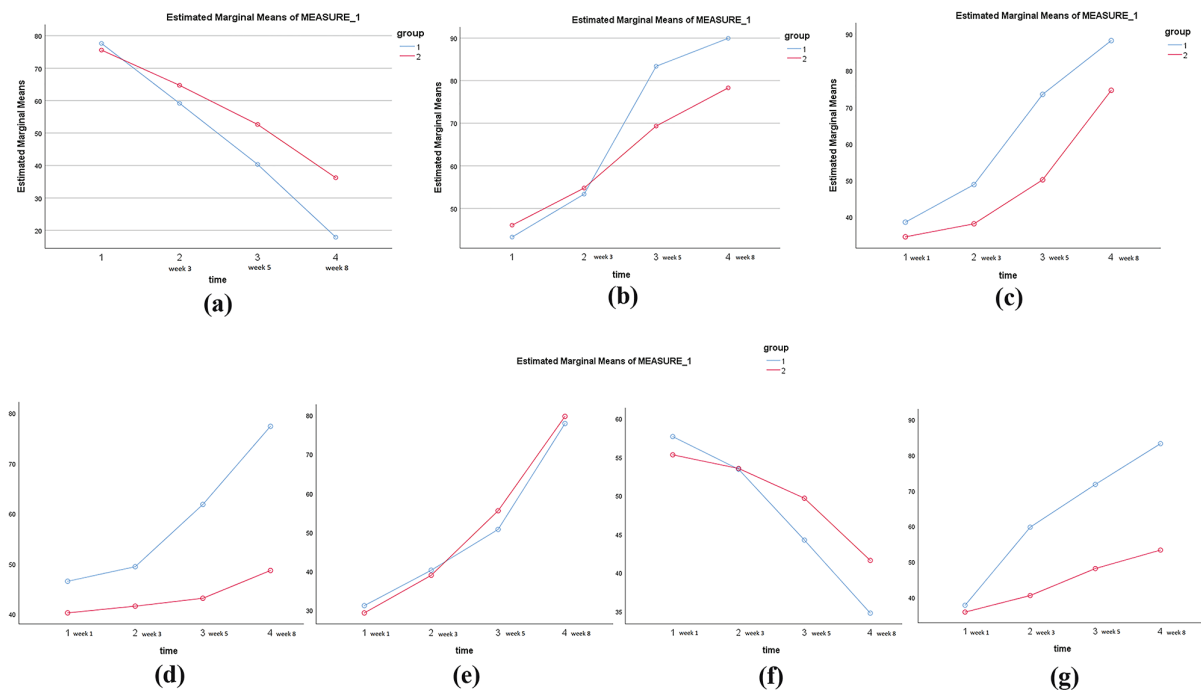 Estimated Marginal Means of MEASURE_1
group
1
2
Estimated Marginal Means
80
70
60
50
40
30
20
1
2
3
4
week 3
week 5
week 8
time
(a)
Estimated Marginal Means of MEASURE_1
group
1
2
Estimated Marginal Means
90
80
70
60
50
1
2 week 3
3 week 5
4 week 8
time
(b)
Estimated Marginal Means of MEASURE_1
group
1
2
Estimated Marginal Means
90
80
70
60
50
40
1 week 1
2 week 3
3 week 5
4 week 8
time
(c)
Estimated Marginal Means of MEASURE_1
group
1
2
80
70
60
50
40
1 week 1
2 week 3
3 week 5
4 week 8
time
(d)
80
70
60
50
40
30
1 week 1
2 week 3
3 week 5
4 week 8
time
(e)
60
55
50
45
40
35
1 week 1
2 week 3
3 week 5
4 week 8
time
(f)
90
80
70
60
50
40
1 week 1
2 week 3
3 week 5
4 week 8
time
(g)